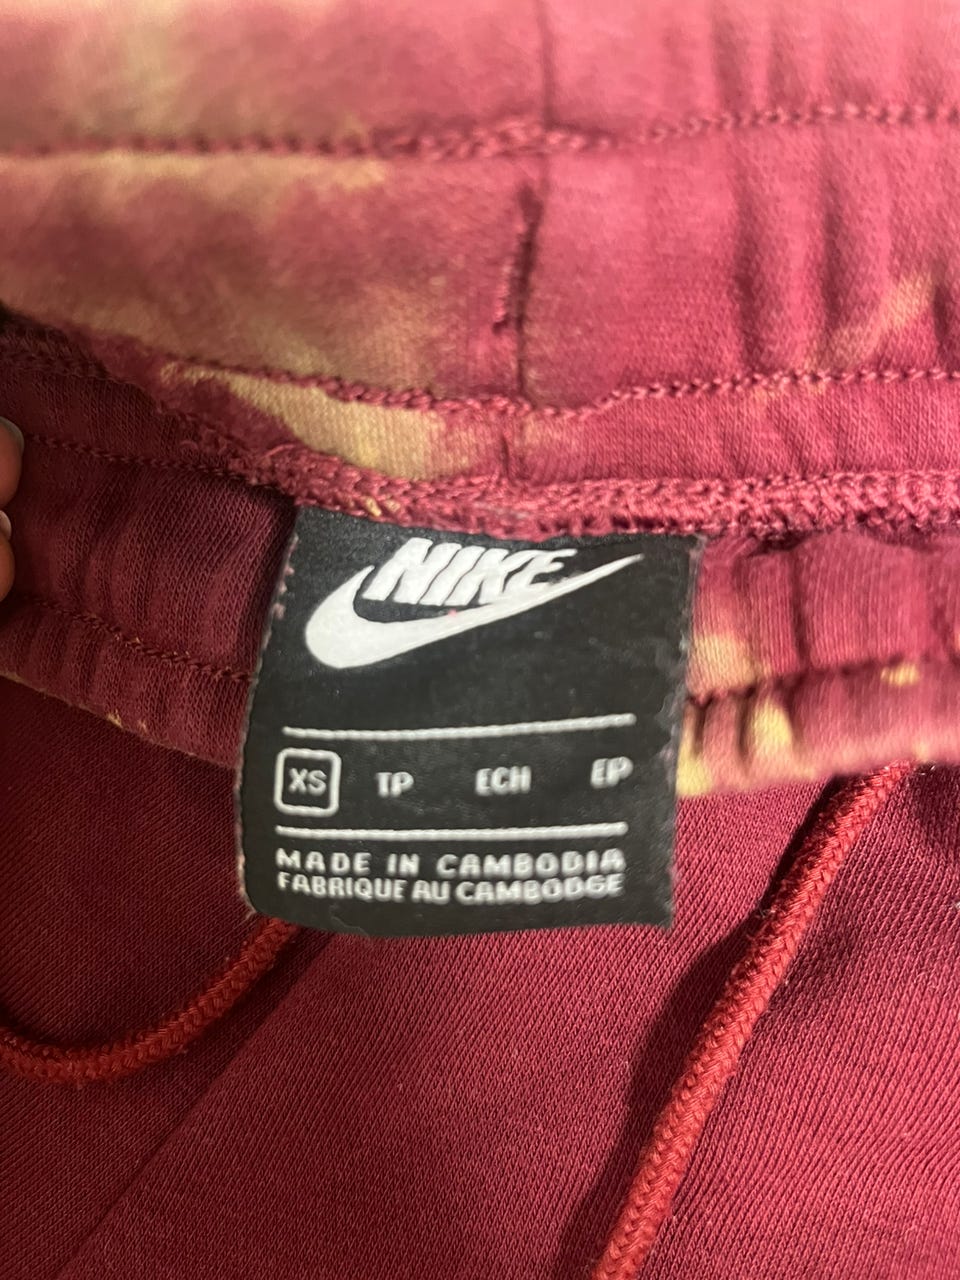 NIKE
XS TP ECH EP
MADE IN CAMBODIA
FABRIQUE AU CAMBODGE